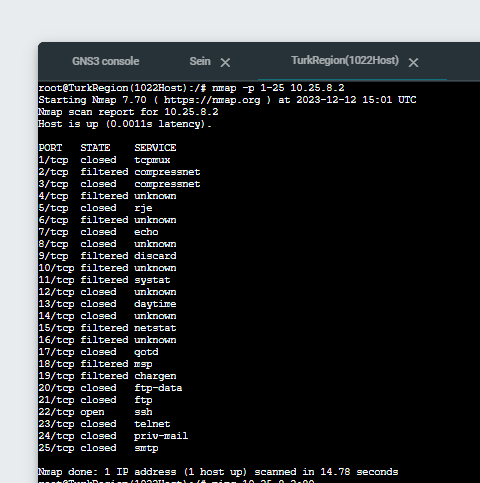 GNS3 console Sein × TurkRegion(1022Host) ×
root@TurkRegion(1022Host):/# nmap -p 1-25 10.25.8.2
Starting Nmap 7.70 ( https://nmap.org ) at 2023-12-12 15:01 UTC
Nmap scan report for 10.25.8.2
Host is up (0.0011s latency).
PORT STATE SERVICE
1/tcp closed tcpmux
2/tcp filtered compressnet
3/tcp closed compressnet
4/tcp filtered unknown
5/tcp closed rje
6/tcp filtered unknown
7/tcp closed echo
8/tcp closed unknown
9/tcp filtered discard
10/tcp filtered unknown
11/tcp filtered systat
12/tcp closed unknown
13/tcp closed daytime
14/tcp closed unknown
15/tcp filtered netstat
16/tcp filtered unknown
17/tcp closed qotd
18/tcp filtered msp
19/tcp filtered chargen
20/tcp closed ftp-data
21/tcp closed ftp
22/tcp open ssh
23/tcp closed telnet
24/tcp closed priv-mail
25/tcp closed smtp
Nmap done: 1 IP address (1 host up) scanned in 14.78 seconds